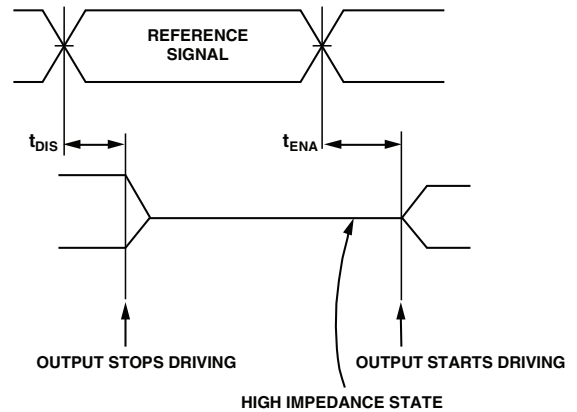 REFERENCE
SIGNAL
tDIS
tENA
OUTPUT STOPS DRIVING
OUTPUT STARTS DRIVING
HIGH IMPEDANCE STATE